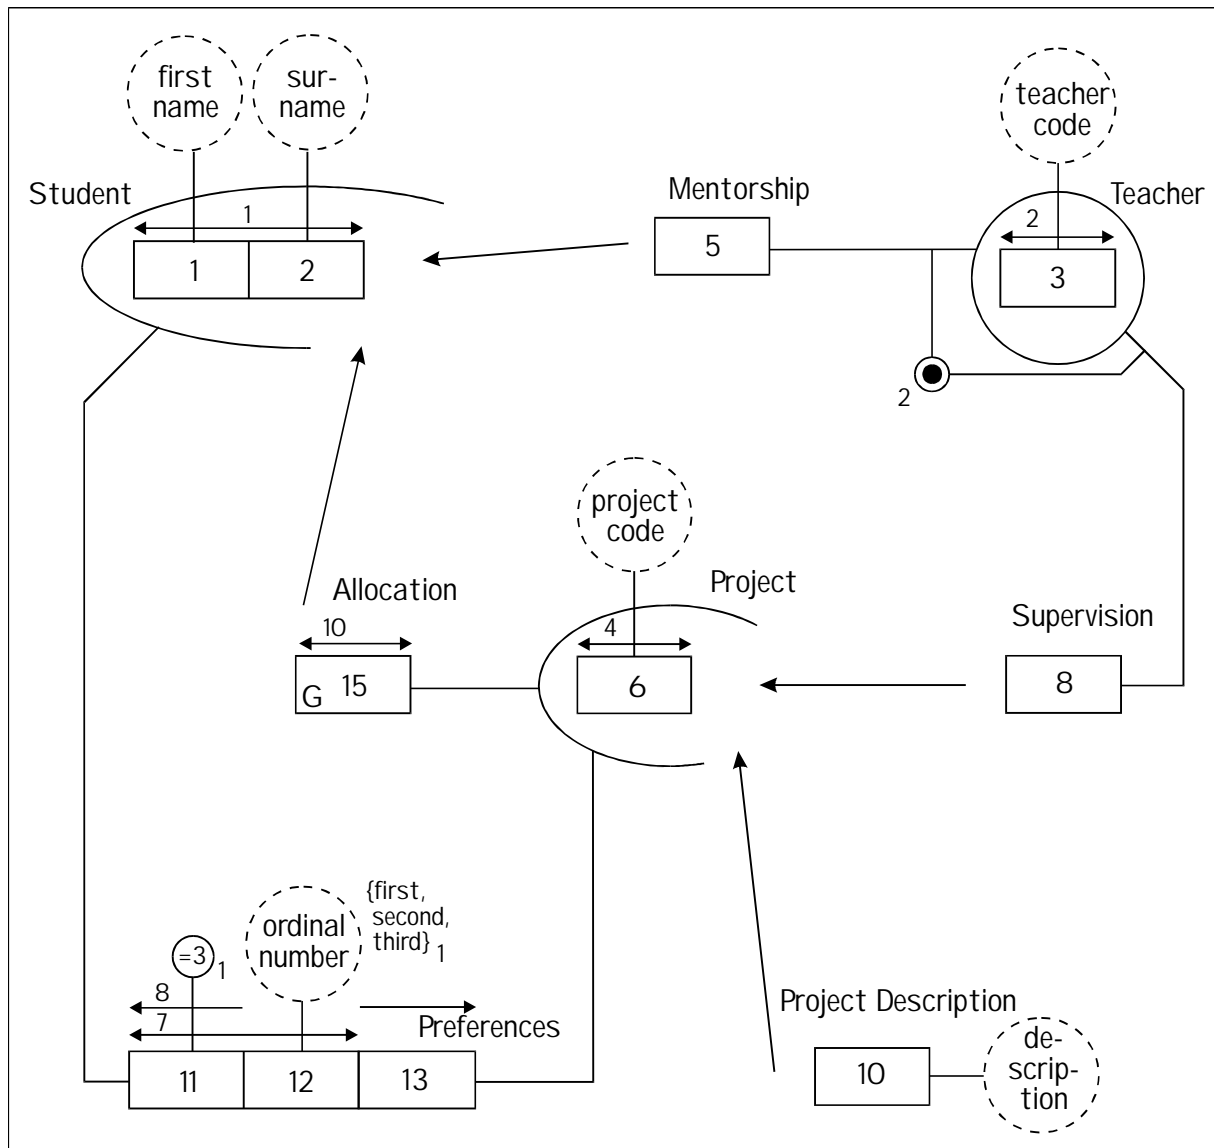 first
name
sur-
name
teacher
code
Student
Mentorship
Teacher
1
2
1 2
5
3
2
project
code
Allocation
Project
Supervision
10
4
G 15
6
8
{first,
second,
third} 1
ordinal
number
=3 1
8
7
Preferences
Project Description
11 12 13
10
de-
scrip-
tion